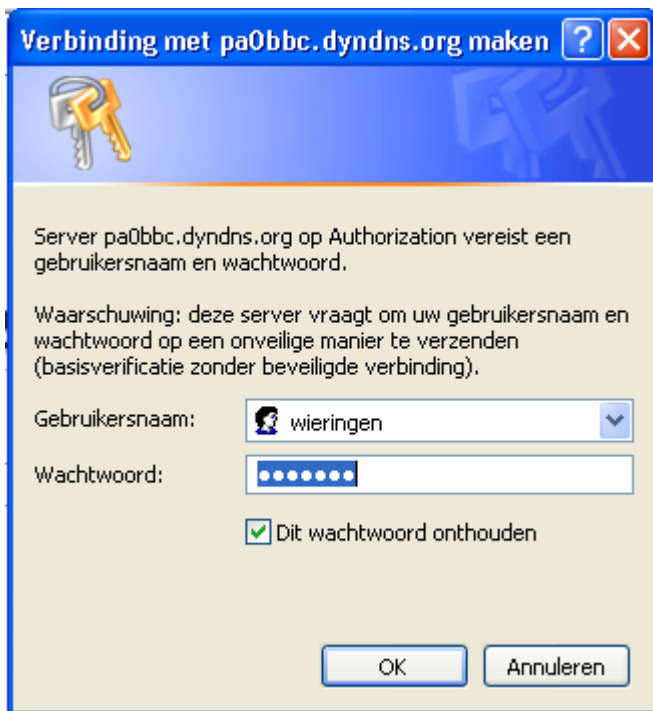 Verbinding met pa0bbc.dyndns.org maken
Server pa0bbc.dyndns.org op Authorization vereist een
gebruikersnaam en wachtwoord.
Waarschuwing: deze server vraagt om uw gebruikersnaam en
wachtwoord op een onveilige manier te verzenden
(basisverificatie zonder beveiligde verbinding).
Gebruikersnaam: wieringen
Wachtwoord: •••••••
Dit wachtwoord onthouden
OK Annuleren